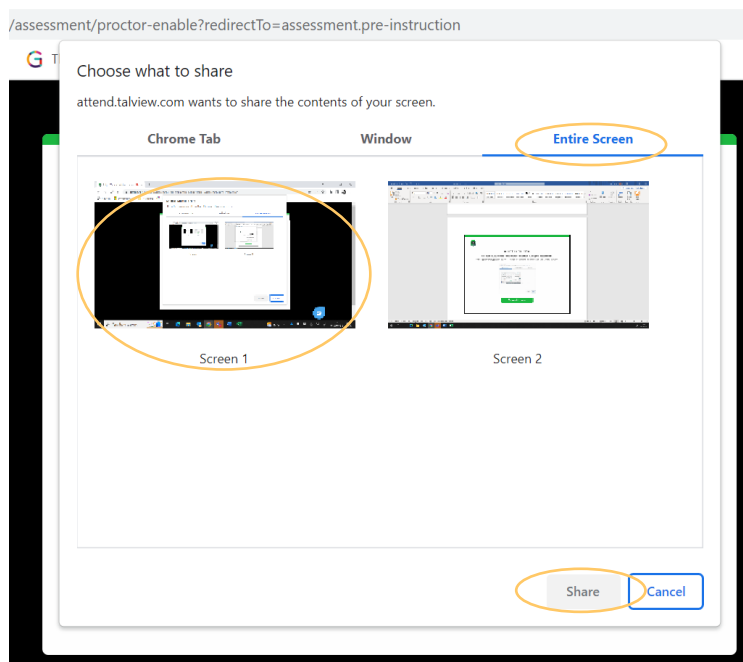 /assessment/proctor-enable?redirectTo=assessment.pre-instruction
Choose what to share
attend.talview.com wants to share the contents of your screen.
Chrome Tab Window Entire Screen
Screen 1 Screen 2
Share Cancel